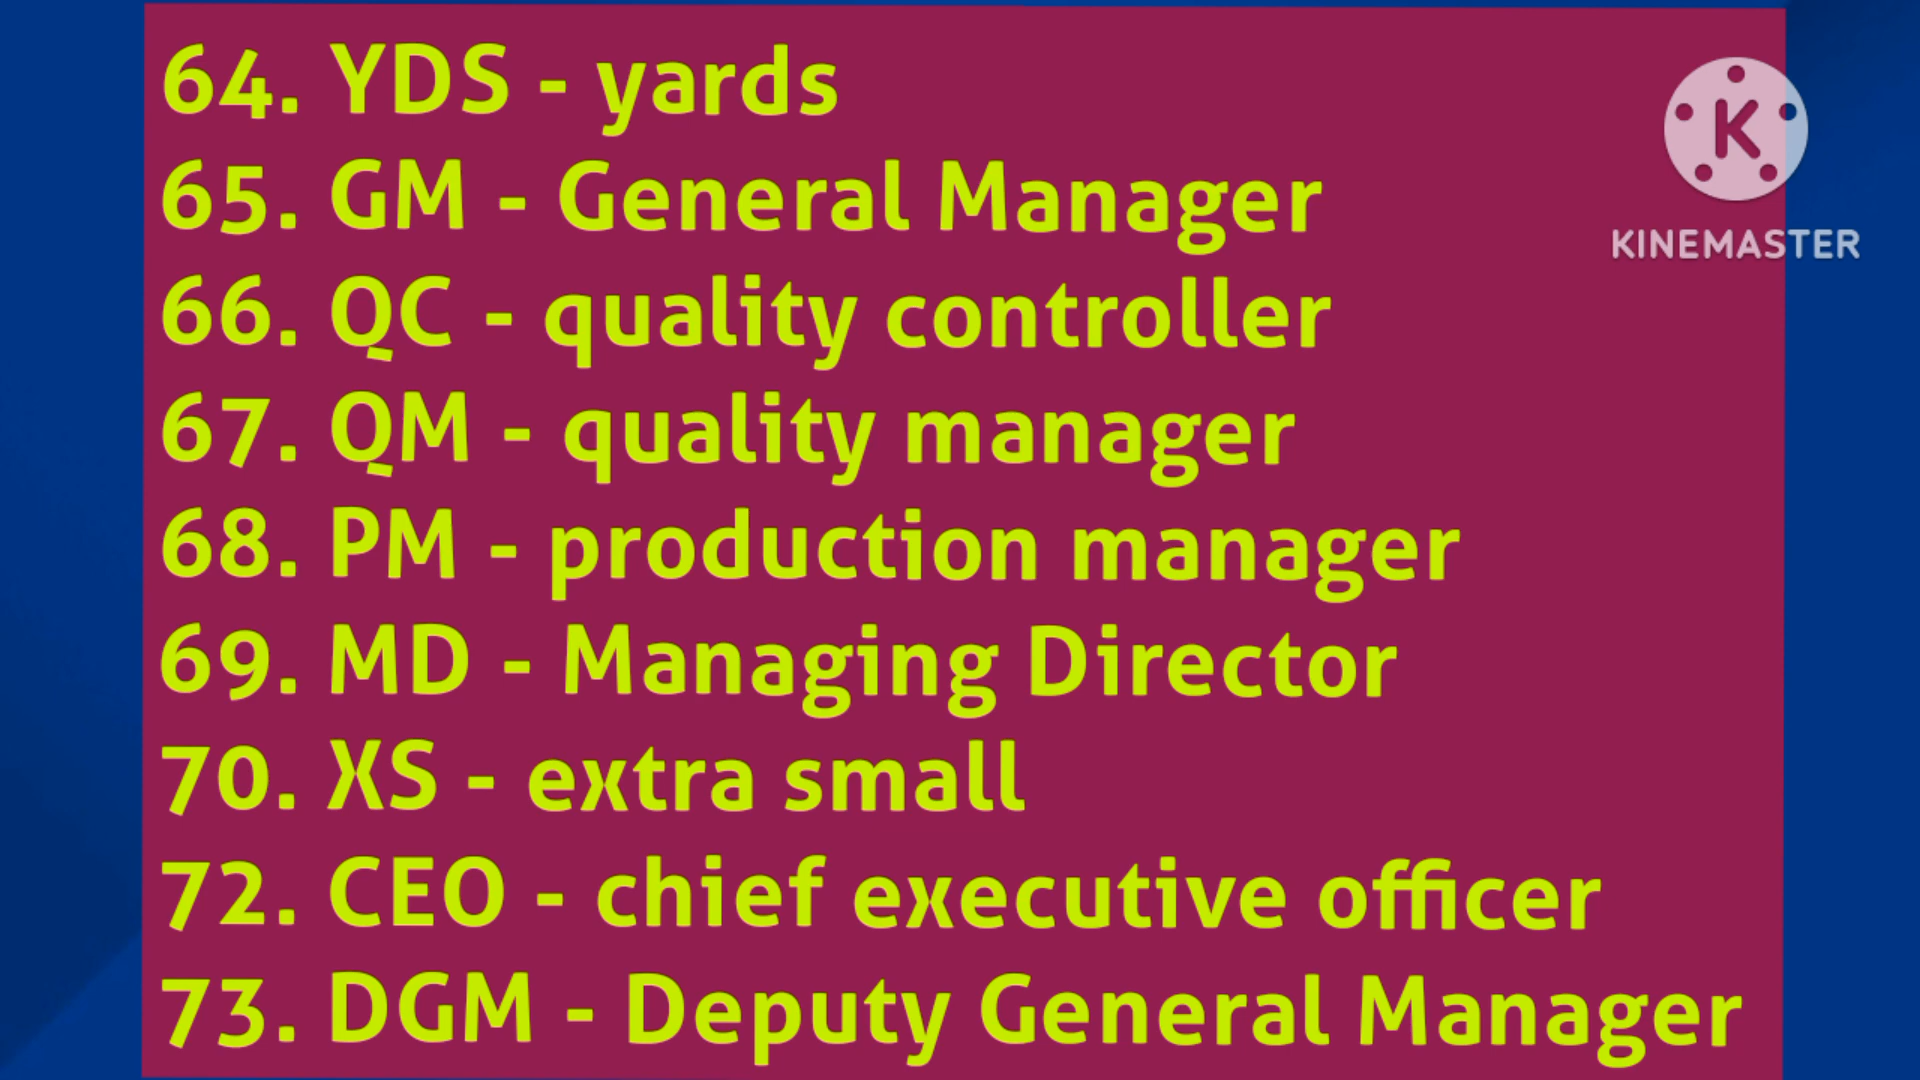 64. YDS - yards
65. GM - General Manager
66. QC - quality controller
67. QM - quality manager
68. PM - production manager
69. MD - Managing Director
70. XS - extra small
72. CEO - chief executive officer
73. DGM - Deputy General Manager
K
KINEMASTER